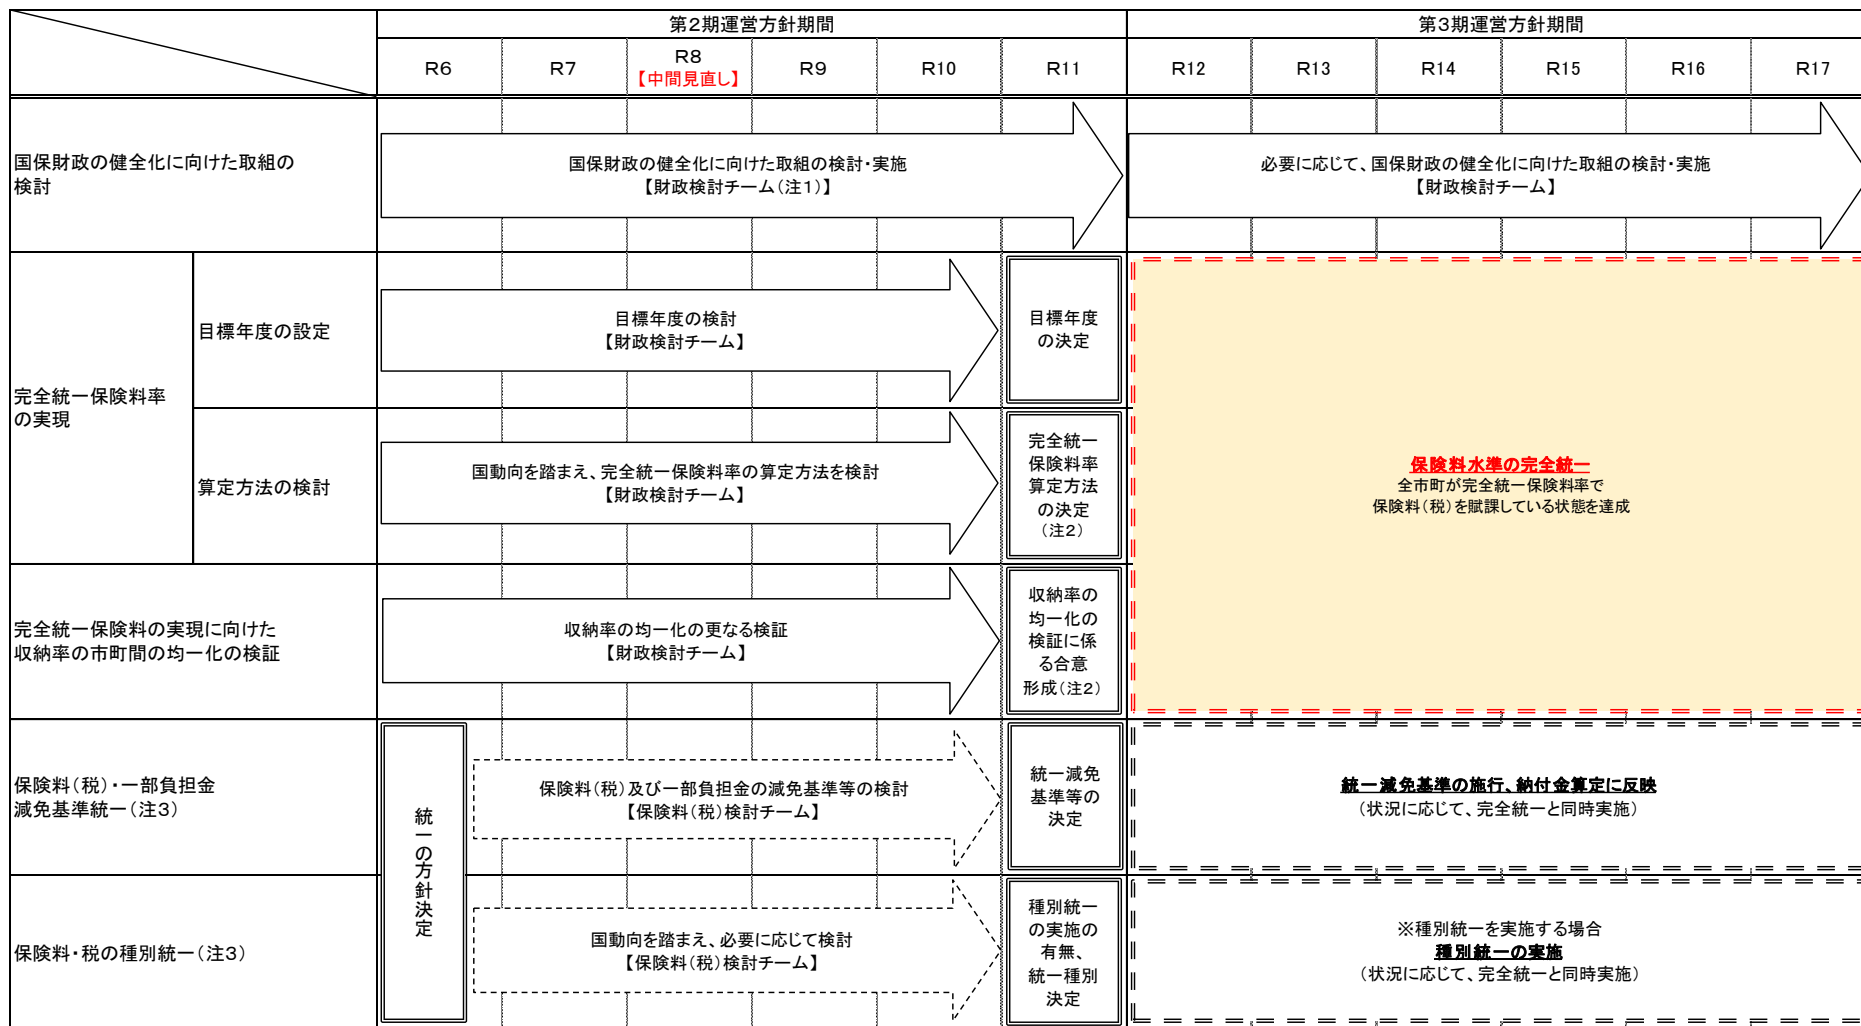 第2期運営方針期間
第3期運営方針期間
R6
R7
R8
【中間見直し】
R9
R10
R11
R12
R13
R14
R15
R16
R17
国保財政の健全化に向けた取組の
検討
国保財政の健全化に向けた取組の検討・実施
【財政検討チーム（注1）】
必要に応じて、国保財政の健全化に向けた取組の検討・実施
【財政検討チーム】
完全統一保険料率
の実現
目標年度の設定
目標年度の検討
【財政検討チーム】
目標年度
の決定
算定方法の検討
国動向を踏まえ、完全統一保険料率の算定方法を検討
【財政検討チーム】
完全統一
保険料率
算定方法
の決定
（注2）
保険料水準の完全統一
全市町が完全統一保険料率で
保険料（税）を賦課している状態を達成
完全統一保険料の実現に向けた
収納率の市町間の均一化の検証
収納率の均一化の更なる検証
【財政検討チーム】
収納率の
均一化の
検証に係
る合意
形成（注2）
保険料（税）・一部負担金
減免基準統一（注3）
統一の方針決定
保険料（税）及び一部負担金の減免基準等の検討
【保険料（税）検討チーム】
統一減免
基準等の
決定
統一減免基準の施行、納付金算定に反映
（状況に応じて、完全統一と同時実施）
保険料・税の種別統一（注3）
国動向を踏まえ、必要に応じて検討
【保険料（税）検討チーム】
種別統一
の実施の
有無、
統一種別
決定
※種別統一を実施する場合
種別統一の実施
（状況に応じて、完全統一と同時実施）